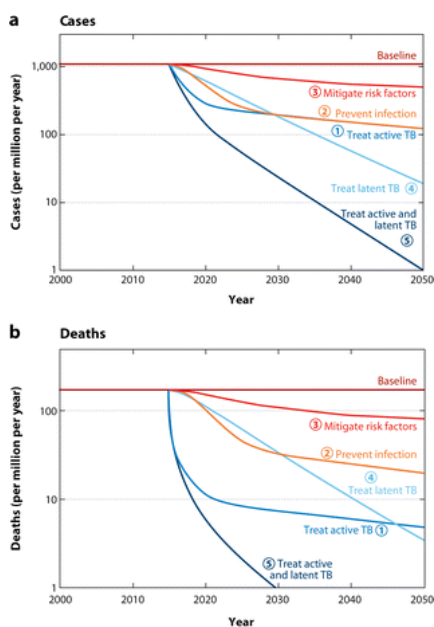 a Cases
Baseline
1,000
③ Mitigate risk factors
② Prevent infection
① Treat active TB
100
Treat latent TB ④
10
Treat active and
latent TB
⑤
1
2000 2010 2020 2030 2040 2050
Cases (per million per year)
Year
b Deaths
Baseline
100
③ Mitigate risk factors
② Prevent infection
④
Treat latent TB
10
Treat active TB ①
⑤ Treat active
and latent TB
1
2000 2010 2020 2030 2040 2050
Deaths (per million per year)
Year